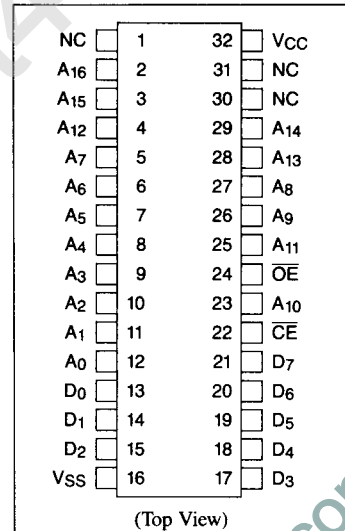 NC 1 32 VCC
A16 2 31 NC
A15 3 30 NC
A12 4 29 A14
A7 5 28 A13
A6 6 27 A8
A5 7 26 A9
A4 8 25 A11
A3 9 24 O̅E̅
A2 10 23 A10
A1 11 22 C̅E̅
A0 12 21 D7
D0 13 20 D6
D1 14 19 D5
D2 15 18 D4
VSS 16 17 D3
(Top View)